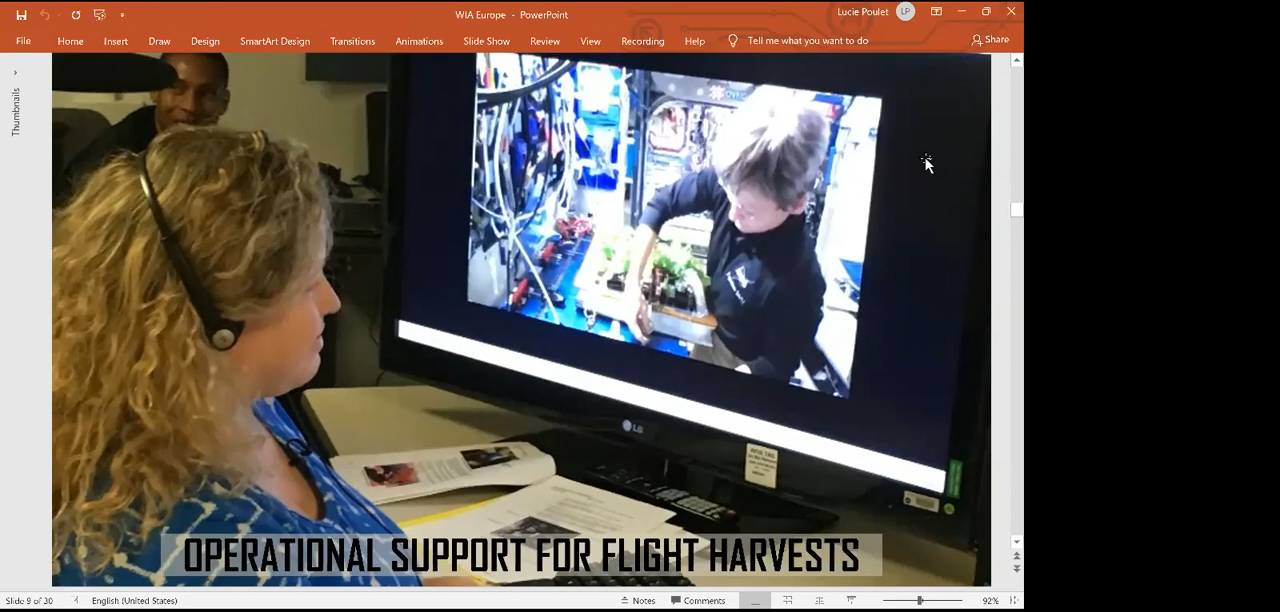 WIA Europe - PowerPoint
Lucie Poulet
LP
File
Home
Insert
Draw
Design
SmartArt Design
Transitions
Animations
Slide Show
Review
View
Recording
Help
Tell me what you want to do
Share
Thumbnails
LG
OPERATIONAL SUPPORT FOR FLIGHT HARVESTS
Slide 9 of 30
English (United States)
Notes
Comments
92%